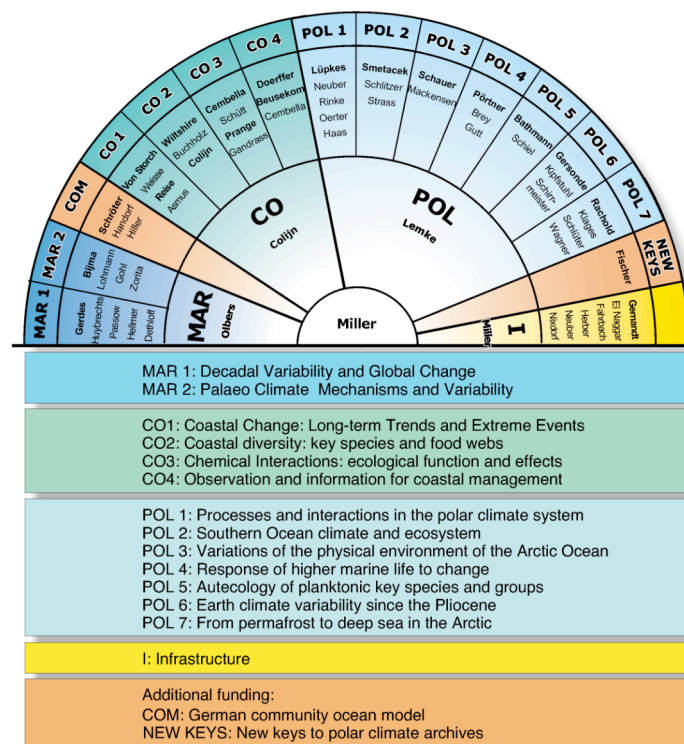 MAR 1
MAR 2
COM
CO1
CO 2
CO 3
CO 4
POL 1
POL 2
POL 3
POL 4
POL 5
POL 6
POL 7
NEW
KEYS
Gerdes
Huybrechts
Passow
Hellmer
Dethloff
Bijma
Lohmann
Gohl
Zorita
Schröter
Handorf
Hiller
Von Storch
Weisse
Reise
Asmus
Wiltshire
Buchholz
Colijn
Cembella
Schütt
Prange
Gandrass
Doerffer
Beusekom
Cembella
Lüpkes
Neuber
Rinke
Oerter
Haas
Smetacek
Schlitzer
Strass
Schauer
Mackensen
Pörtner
Brey
Gutt
Bathmann
Schiel
Gersonde
Kipfstuhl
Schirr-
meister
Rachold
Klages
Schlüter
Wagner
Fischer
Gernandt
El Naggar
Fahrbach
Herber
Neuber
Nixdorf
MAR
Olbers
CO
Colijn
POL
Lemke
I
Miller
Miller
MAR 1: Decadal Variability and Global Change
MAR 2: Palaeo Climate Mechanisms and Variability
CO1: Coastal Change: Long-term Trends and Extreme Events
CO2: Coastal diversity: key species and food webs
CO3: Chemical Interactions: ecological function and effects
CO4: Observation and information for coastal management
POL 1: Processes and interactions in the polar climate system
POL 2: Southern Ocean climate and ecosystem
POL 3: Variations of the physical environment of the Arctic Ocean
POL 4: Response of higher marine life to change
POL 5: Autecology of planktonic key species and groups
POL 6: Earth climate variability since the Pliocene
POL 7: From permafrost to deep sea in the Arctic
I: Infrastructure
Additional funding:
COM: German community ocean model
NEW KEYS: New keys to polar climate archives